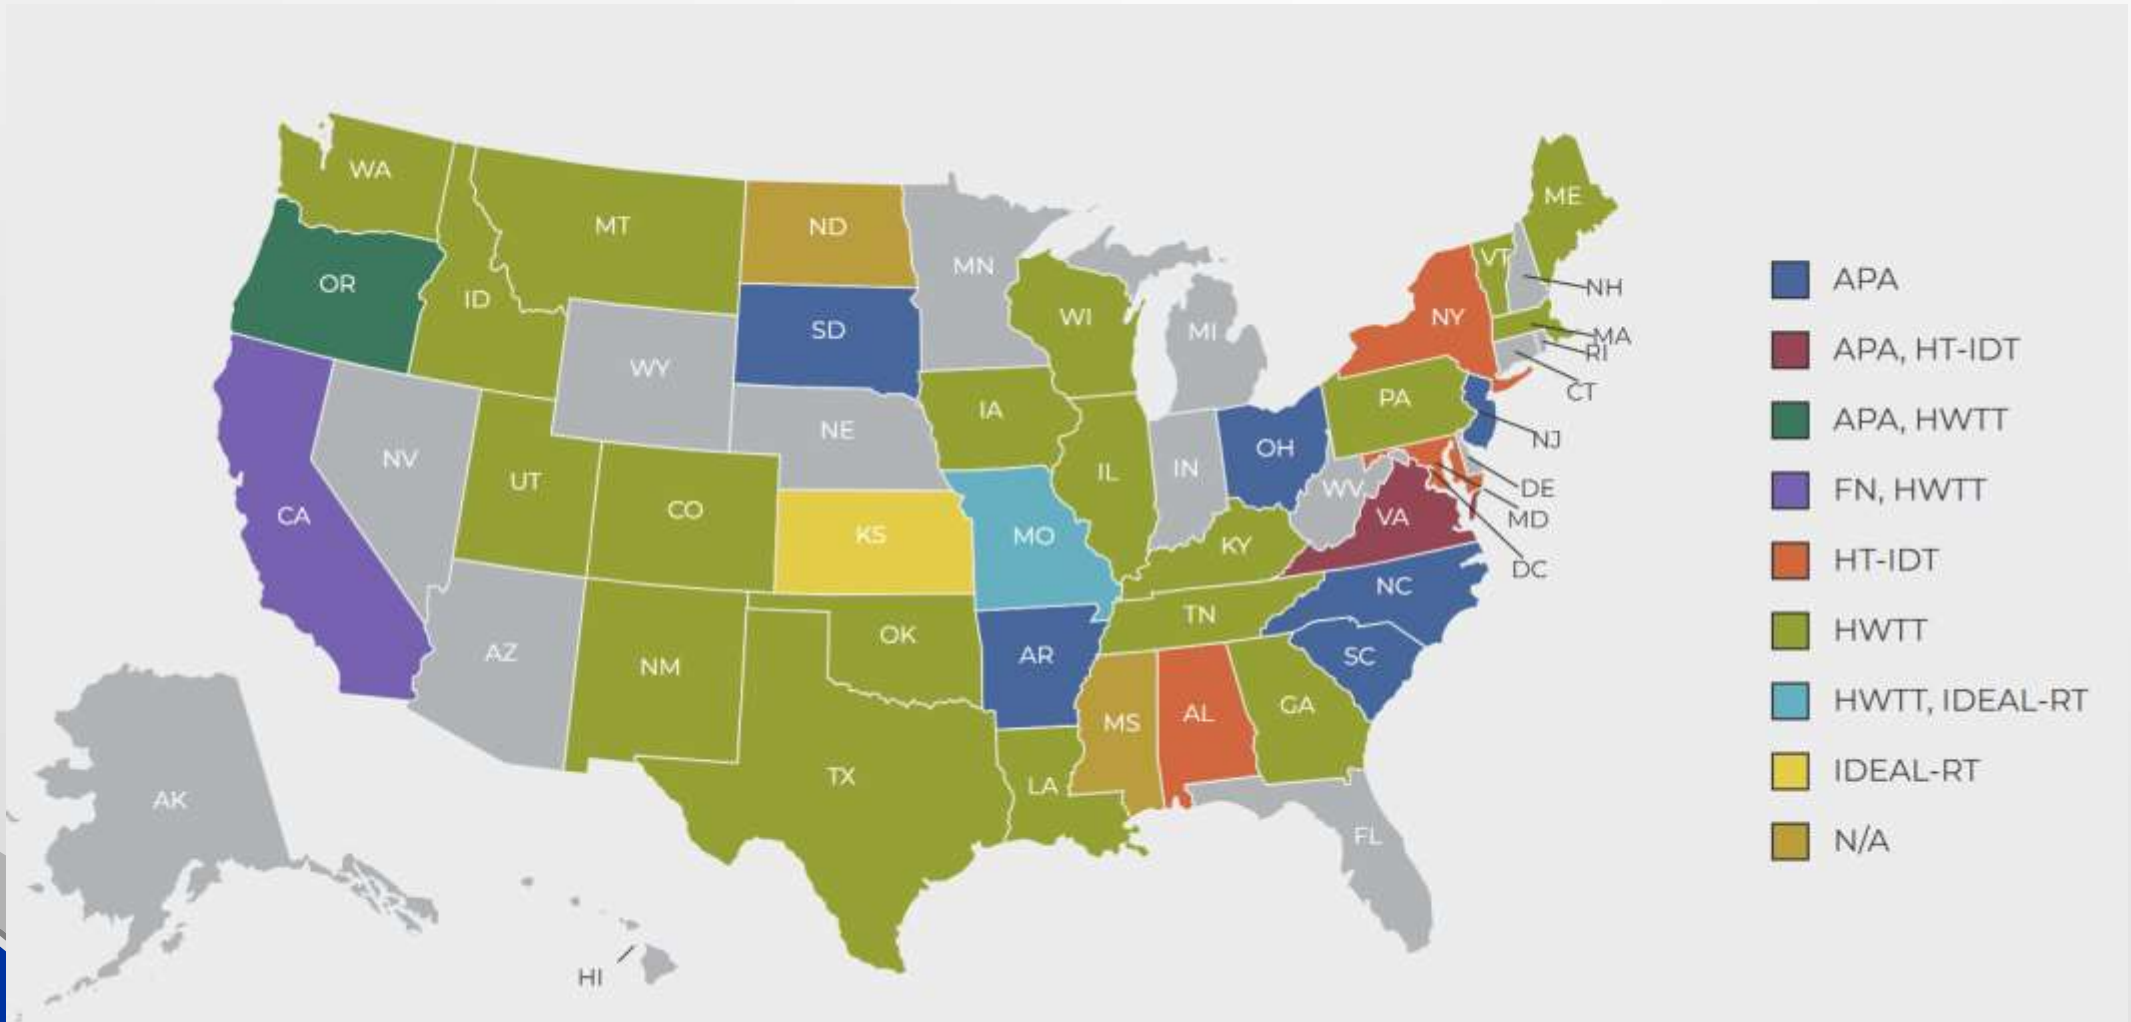 WA
MT
ND
MN
OR
ID
SD
WI
MI
ME
VT
NH
NY
MA
RI
CT
WY
IA
PA
NJ
NE
NV
UT
CO
IL
IN
OH
WV
DE
MD
DC
CA
KS
MO
KY
VA
NC
TN
OK
AR
SC
AZ
NM
MS
AL
GA
TX
LA
FL
AK
HI
APA
APA, HT-IDT
APA, HWTT
FN, HWTT
HT-IDT
HWTT
HWTT, IDEAL-RT
IDEAL-RT
N/A